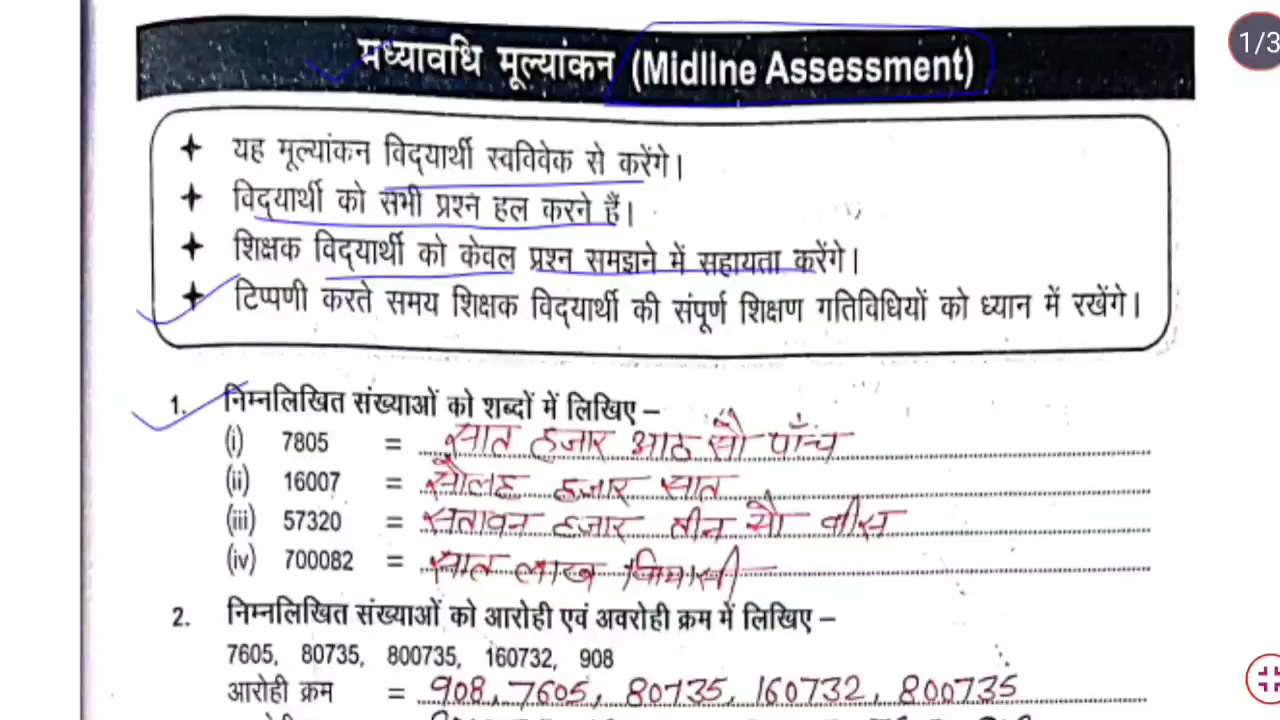 मध्यावधि मूल्यांकन (Midline Assessment)
1/3
✦ यह मूल्यांकन विद्यार्थी स्वविवेक से करेंगे।
✦ विद्यार्थी को सभी प्रश्न हल करने हैं।
✦ शिक्षक विद्यार्थी को केवल प्रश्न समझाने में सहायता करेंगे।
✦ टिप्पणी करते समय शिक्षक विद्यार्थी की संपूर्ण शिक्षण गतिविधियों को ध्यान में रखेंगे।
1. निम्नलिखित संख्याओं को शब्दों में लिखिए –
(i) 7805 = सात हजार आठ सौ पाँच
(ii) 16007 = सौलह हजार सात
(iii) 57320 = सतावन हजार तीन सौ बीस
(iv) 700082 = सात लाख
2. निम्नलिखित संख्याओं को आरोही एवं अवरोही क्रम में लिखिए –
7605, 80735, 800735, 160732, 908
आरोही क्रम = 908, 7605, 80735, 160732, 800735